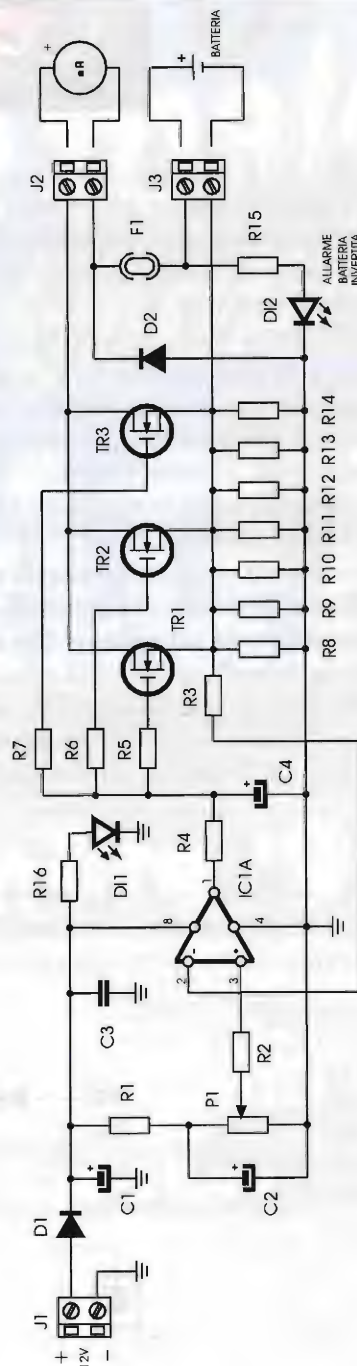 J1
+
12V
-
D1
C1
R1
C2
P1
R2
C3
R16
DI1
2
3
-
+
8
4
1
IC1A
R4
C4
+
+
+
R7
R6
R5
R3
TR1
TR2
TR3
R8
R9
R10
R11
R12
R13
R14
D2
F1
R15
DI2
ALLARME
BATTERIA
INVERTITA
J2
J3
+
+
BATTERIA